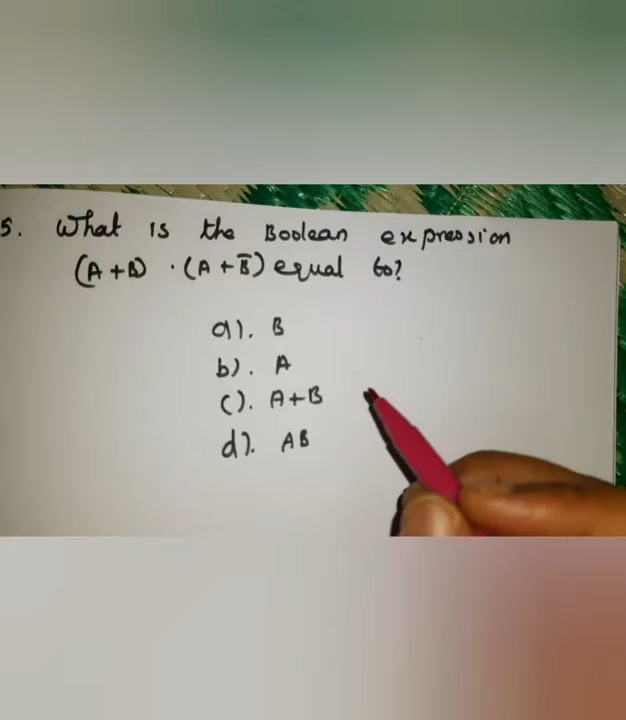 5. What is the Boolean expression
(A+B) · (A+B̅) equal to?
a). B
b). A
c). A+B
d). AB